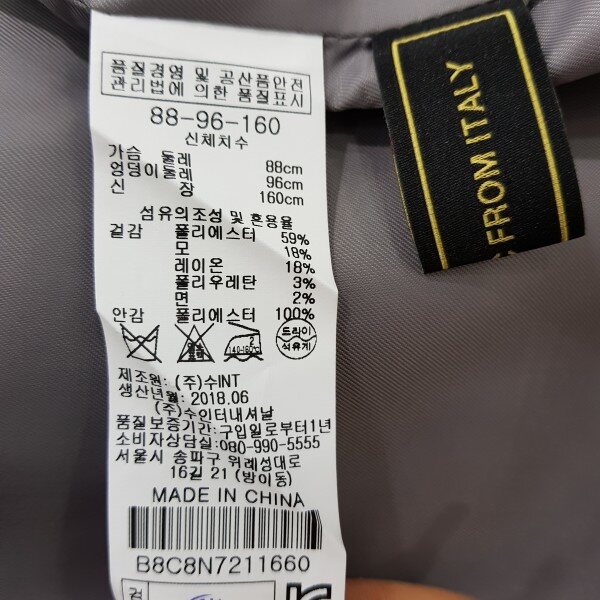 품질경영 및 공산품안전
관리법에 의한 품질표시
88-96-160
신체치수
가슴 둘레 88cm
엉덩이둘레 96cm
신 장 160cm
섬유의조성 및 혼용율
겉감 폴리에스터 59%
모 18%
레이온 18%
폴리우레탄 3%
면 2%
안감 폴리에스터 100%
2
140-160℃
드라이
석유계
제조원: (주)수INT
생산년월: 2018.06
(주)수인터내셔날
품질보증기간:구입일로부터1년
소비자상담실:080-990-5555
서울시 송파구 위례성대로
16길 21 (방이동)
MADE IN CHINA
B8C8N7211660
FROM ITALY